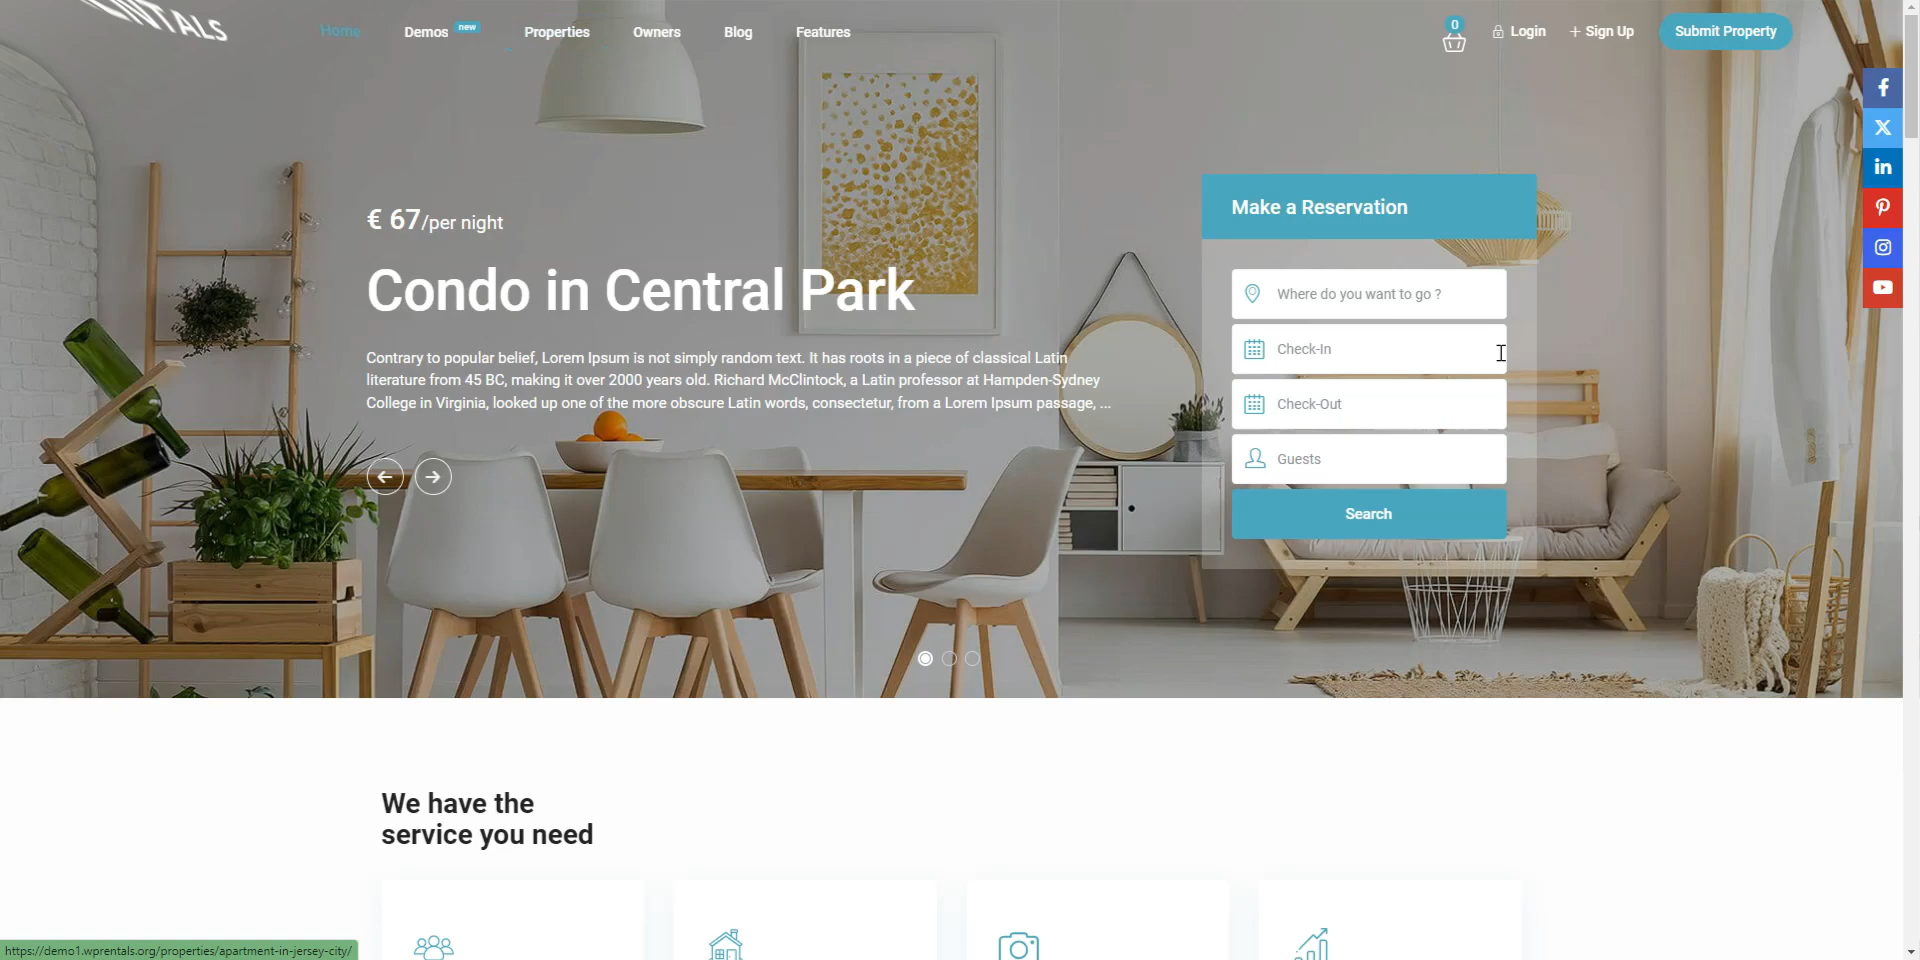 Home Demos new Properties Owners Blog Features 0 Login + Sign Up Submit Property
€ 67/per night
Condo in Central Park
Contrary to popular belief, Lorem Ipsum is not simply random text. It has roots in a piece of classical Latin
literature from 45 BC, making it over 2000 years old. Richard McClintock, a Latin professor at Hampden-Sydney
College in Virginia, looked up one of the more obscure Latin words, consectetur, from a Lorem Ipsum passage, ...
Make a Reservation
Where do you want to go ?
Check-In
Check-Out
Guests
Search
We have the
service you need
https://demo1.wprentals.org/properties/apartment-in-jersey-city/